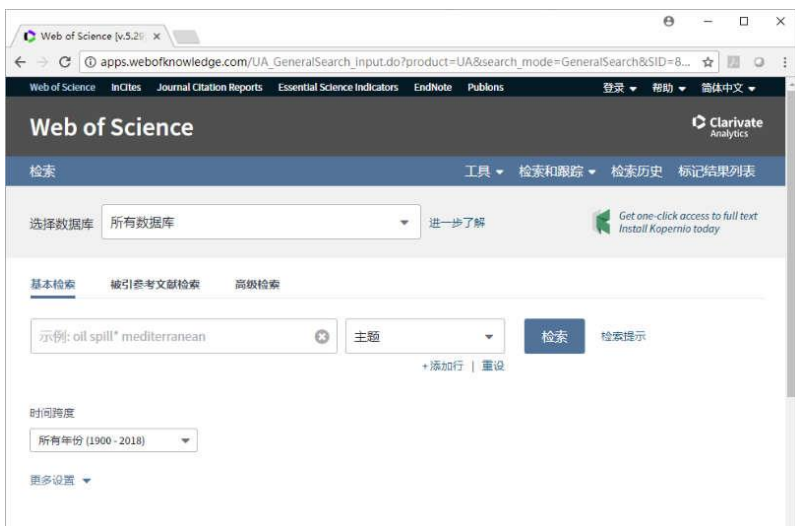 Web of Science [v.5.29
apps.webofknowledge.com/UA_GeneralSearch_input.do?product=UA&search_mode=GeneralSearch&SID=8...
Web of Science InCites Journal Citation Reports Essential Science Indicators EndNote Publons 登录 帮助 简体中文
Web of Science
Clarivate
Analytics
检索 工具 检索和跟踪 检索历史 标记结果列表
选择数据库 所有数据库 进一步了解
Get one-click access to full text
Install Kopernio today
基本检索 被引参考文献检索 高级检索
示例: oil spill* mediterranean 主题 检索 检索提示
+添加行 | 重设
时间跨度
所有年份 (1900 - 2018)
更多设置